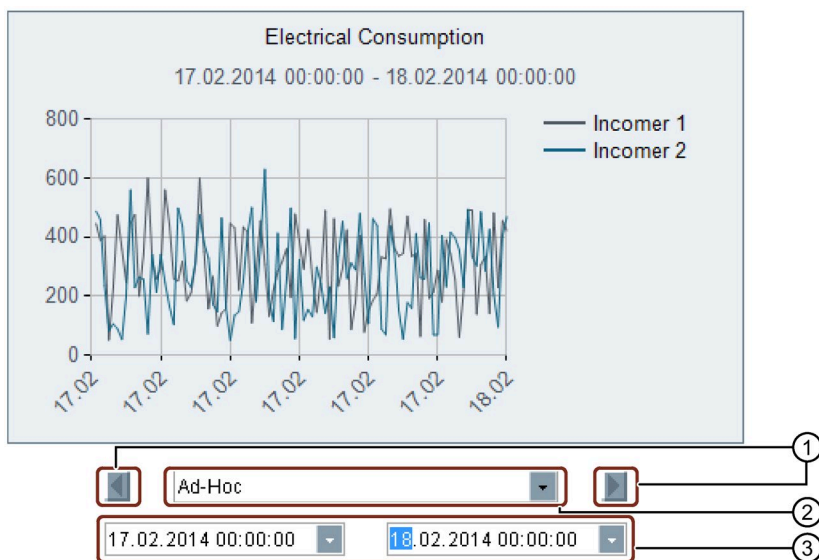 Electrical Consumption
17.02.2014 00:00:00 - 18.02.2014 00:00:00
800
600
400
200
0
Incomer 1
Incomer 2
17.02 17.02 17.02 17.02 17.02 17.02 18.02
1
Ad-Hoc
2
17.02.2014 00:00:00 18.02.2014 00:00:00
3